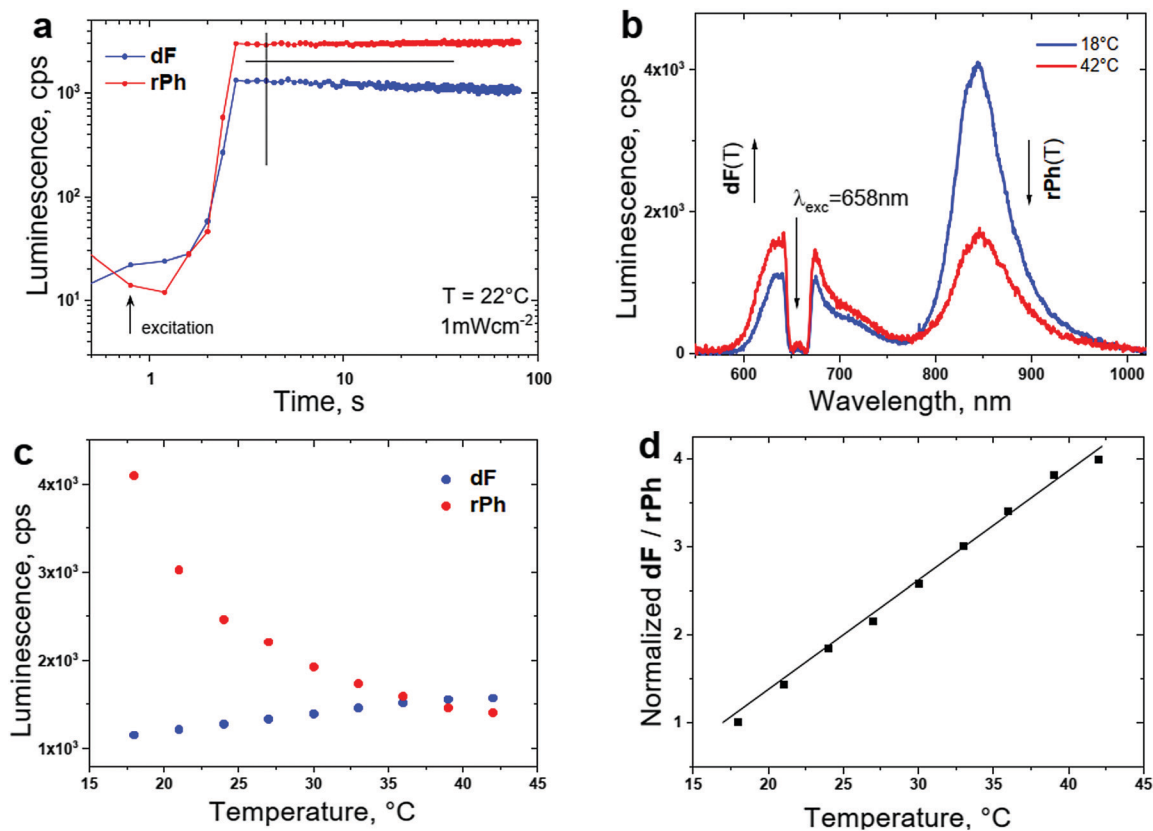 a
dF
rPh
Luminescence, cps
10³
10²
10¹
excitation
T = 22°C
1mWcm⁻²
1 10 100
Time, s
b
18°C
42°C
Luminescence, cps
4x10³
2x10³
0
dF(T)
λexc=658nm
rPh(T)
600 700 800 900 1000
Wavelength, nm
c
dF
rPh
Luminescence, cps
4x10³
3x10³
2x10³
1x10³
15 20 25 30 35 40 45
Temperature, °C
d
Normalized dF / rPh
4
3
2
1
15 20 25 30 35 40 45
Temperature, °C